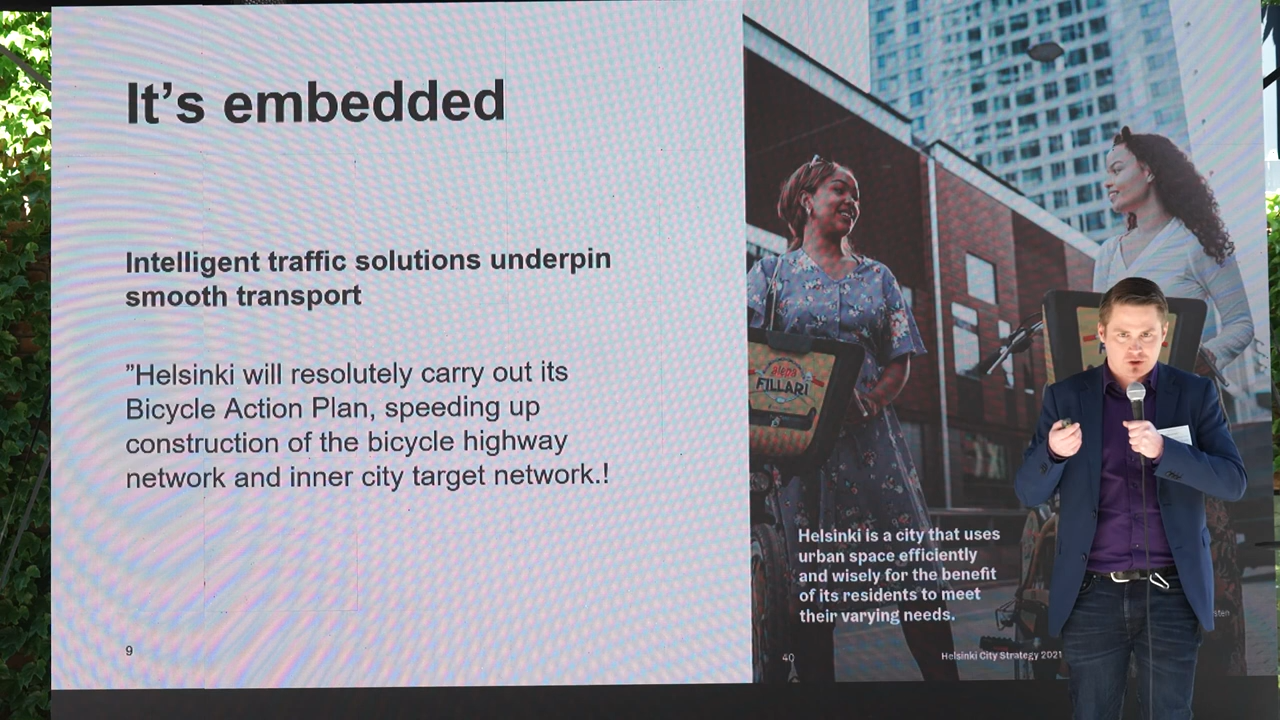 It's embedded
Intelligent traffic solutions underpin
smooth transport
”Helsinki will resolutely carry out its
Bicycle Action Plan, speeding up
construction of the bicycle highway
network and inner city target network.!
9
alepa
FILLARI
Helsinki is a city that uses
urban space efficiently
and wisely for the benefit
of its residents to meet
their varying needs.
40
Helsinki City Strategy 2021